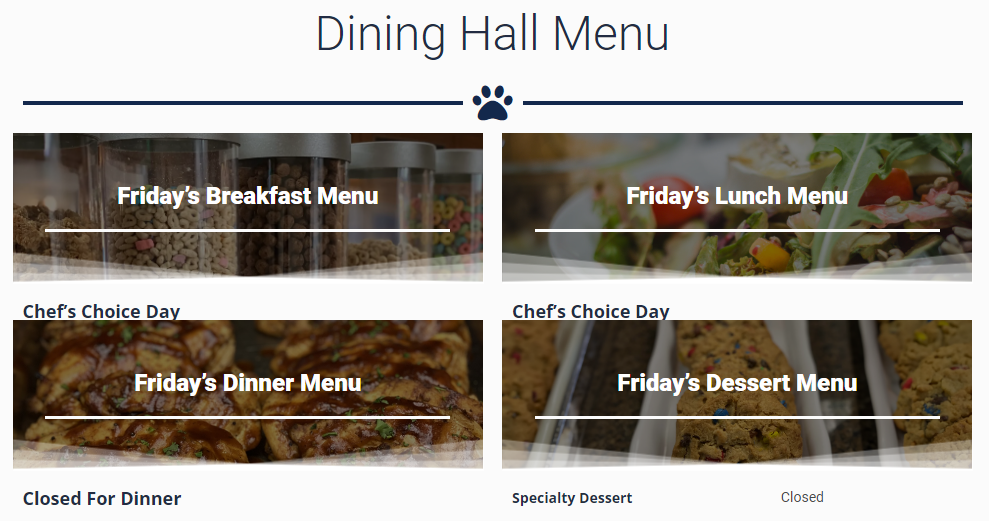 Dining Hall Menu
Friday’s Breakfast Menu
Friday’s Lunch Menu
Chef’s Choice Day
Chef’s Choice Day
Friday’s Dinner Menu
Friday’s Dessert Menu
Closed For Dinner
Specialty Dessert Closed